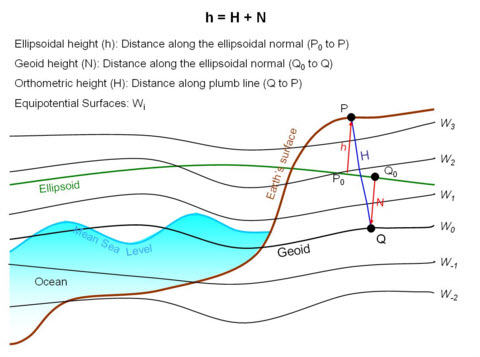 h = H + N
Ellipsoidal height (h): Distance along the ellipsoidal normal (P0 to P)
Geoid height (N): Distance along the ellipsoidal normal (Q0 to Q)
Orthometric height (H): Distance along plumb line (Q to P)
Equipotential Surfaces: Wi
P
W3
Earth's surface
h
H
W2
P0
Q0
Ellipsoid
W1
N
W0
Mean Sea Level
Q
Geoid
W-1
Ocean
W-2